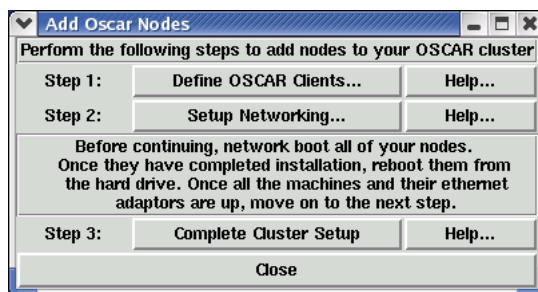 Add Oscar Nodes
Perform the following steps to add nodes to your OSCAR cluster
Step 1: Define OSCAR Clients... Help...
Step 2: Setup Networking... Help...
Before continuing, network boot all of your nodes.
Once they have completed installation, reboot them from
the hard drive. Once all the machines and their ethernet
adaptors are up, move on to the next step.
Step 3: Complete Cluster Setup Help...
Close